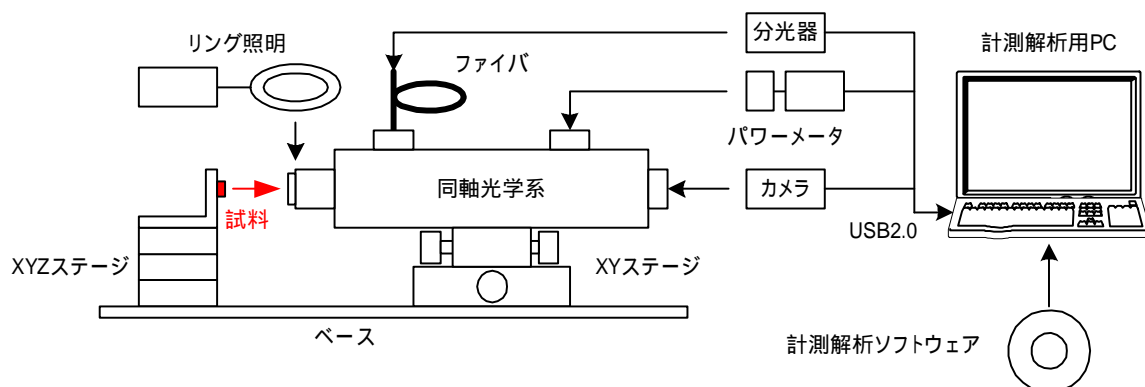 リング照明
ファイバ
分光器
計測解析用PC
パワーメータ
同軸光学系
カメラ
試料
USB2.0
XYZステージ
XYステージ
ベース
計測解析ソフトウェア